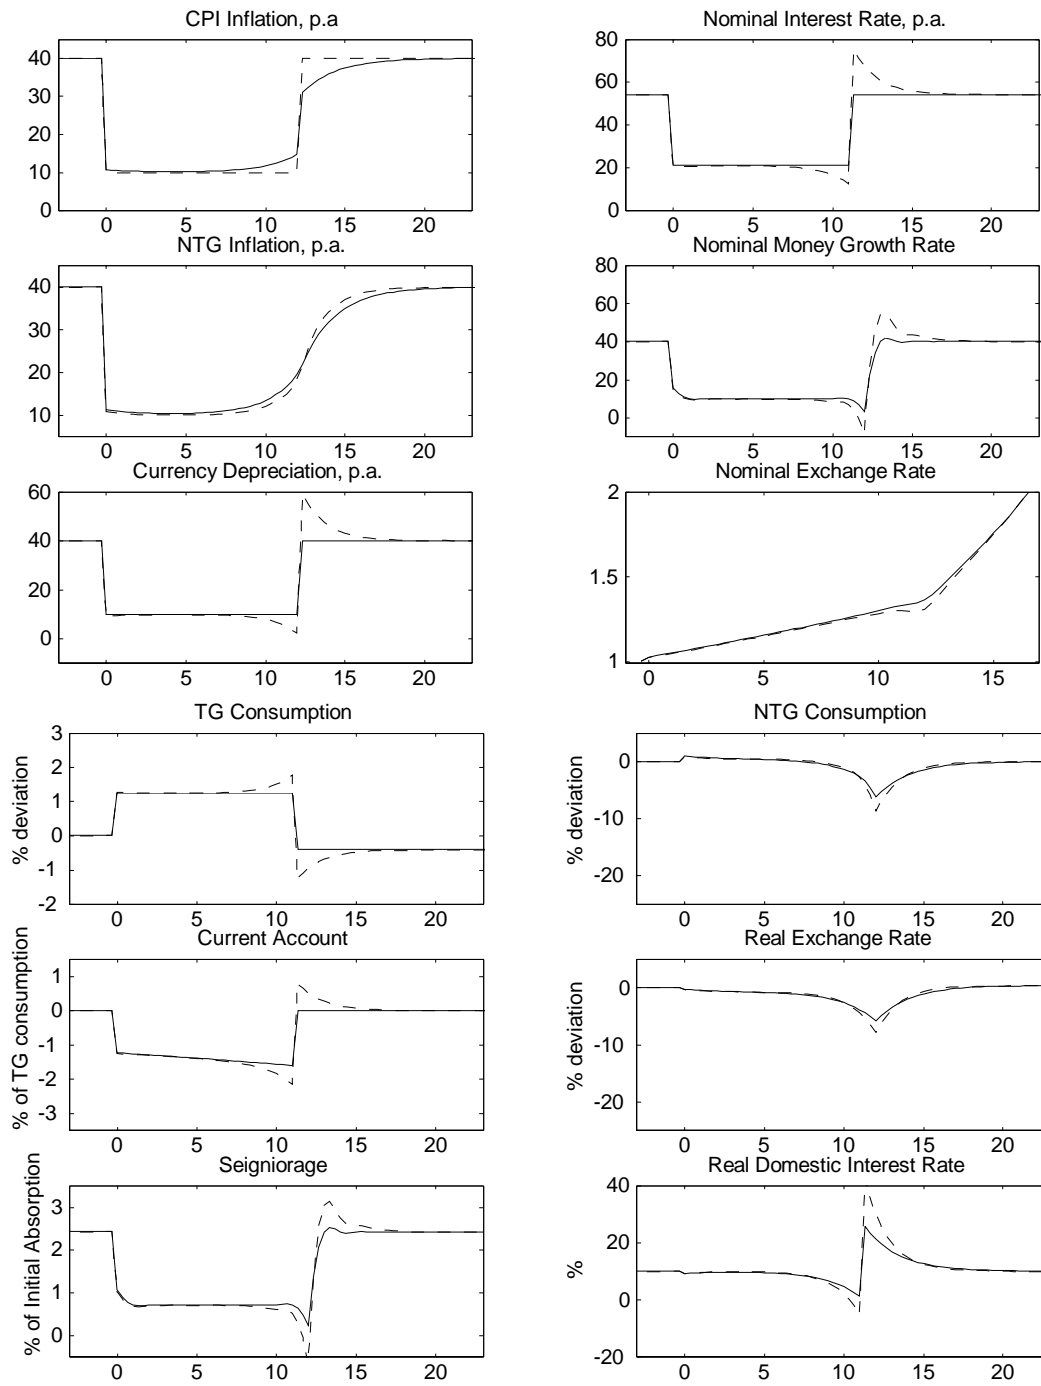 CPI Inflation, p.a
40
30
20
10
0
0 5 10 15 20
Nominal Interest Rate, p.a.
80
60
40
20
0
0 5 10 15 20
NTG Inflation, p.a.
40
30
20
10
0 5 10 15 20
Nominal Money Growth Rate
80
60
40
20
0
0 5 10 15 20
Currency Depreciation, p.a.
60
40
20
0
0 5 10 15 20
Nominal Exchange Rate
2
1.5
1
0 5 10 15
TG Consumption
% deviation
3
2
1
0
-1
-2
0 5 10 15 20
NTG Consumption
% deviation
0
-10
-20
0 5 10 15 20
Current Account
% of TG consumption
1
0
-1
-2
-3
0 5 10 15 20
Real Exchange Rate
% deviation
0
-10
-20
0 5 10 15 20
Seigniorage
% of Initial Absorption
3
2
1
0
0 5 10 15 20
Real Domestic Interest Rate
%
40
20
0
-20
0 5 10 15 20